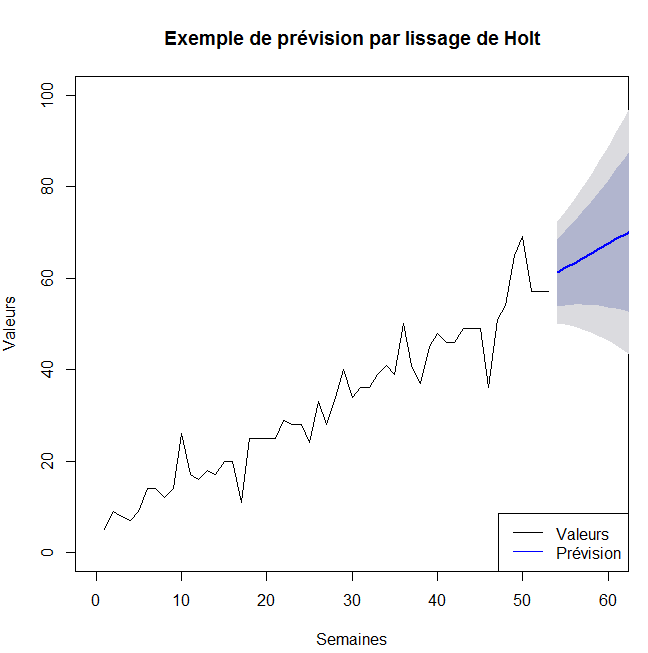 Exemple de prévision par lissage de Holt
Valeurs
100
80
60
40
20
0
0 10 20 30 40 50 60
Semaines
Valeurs
Prévision